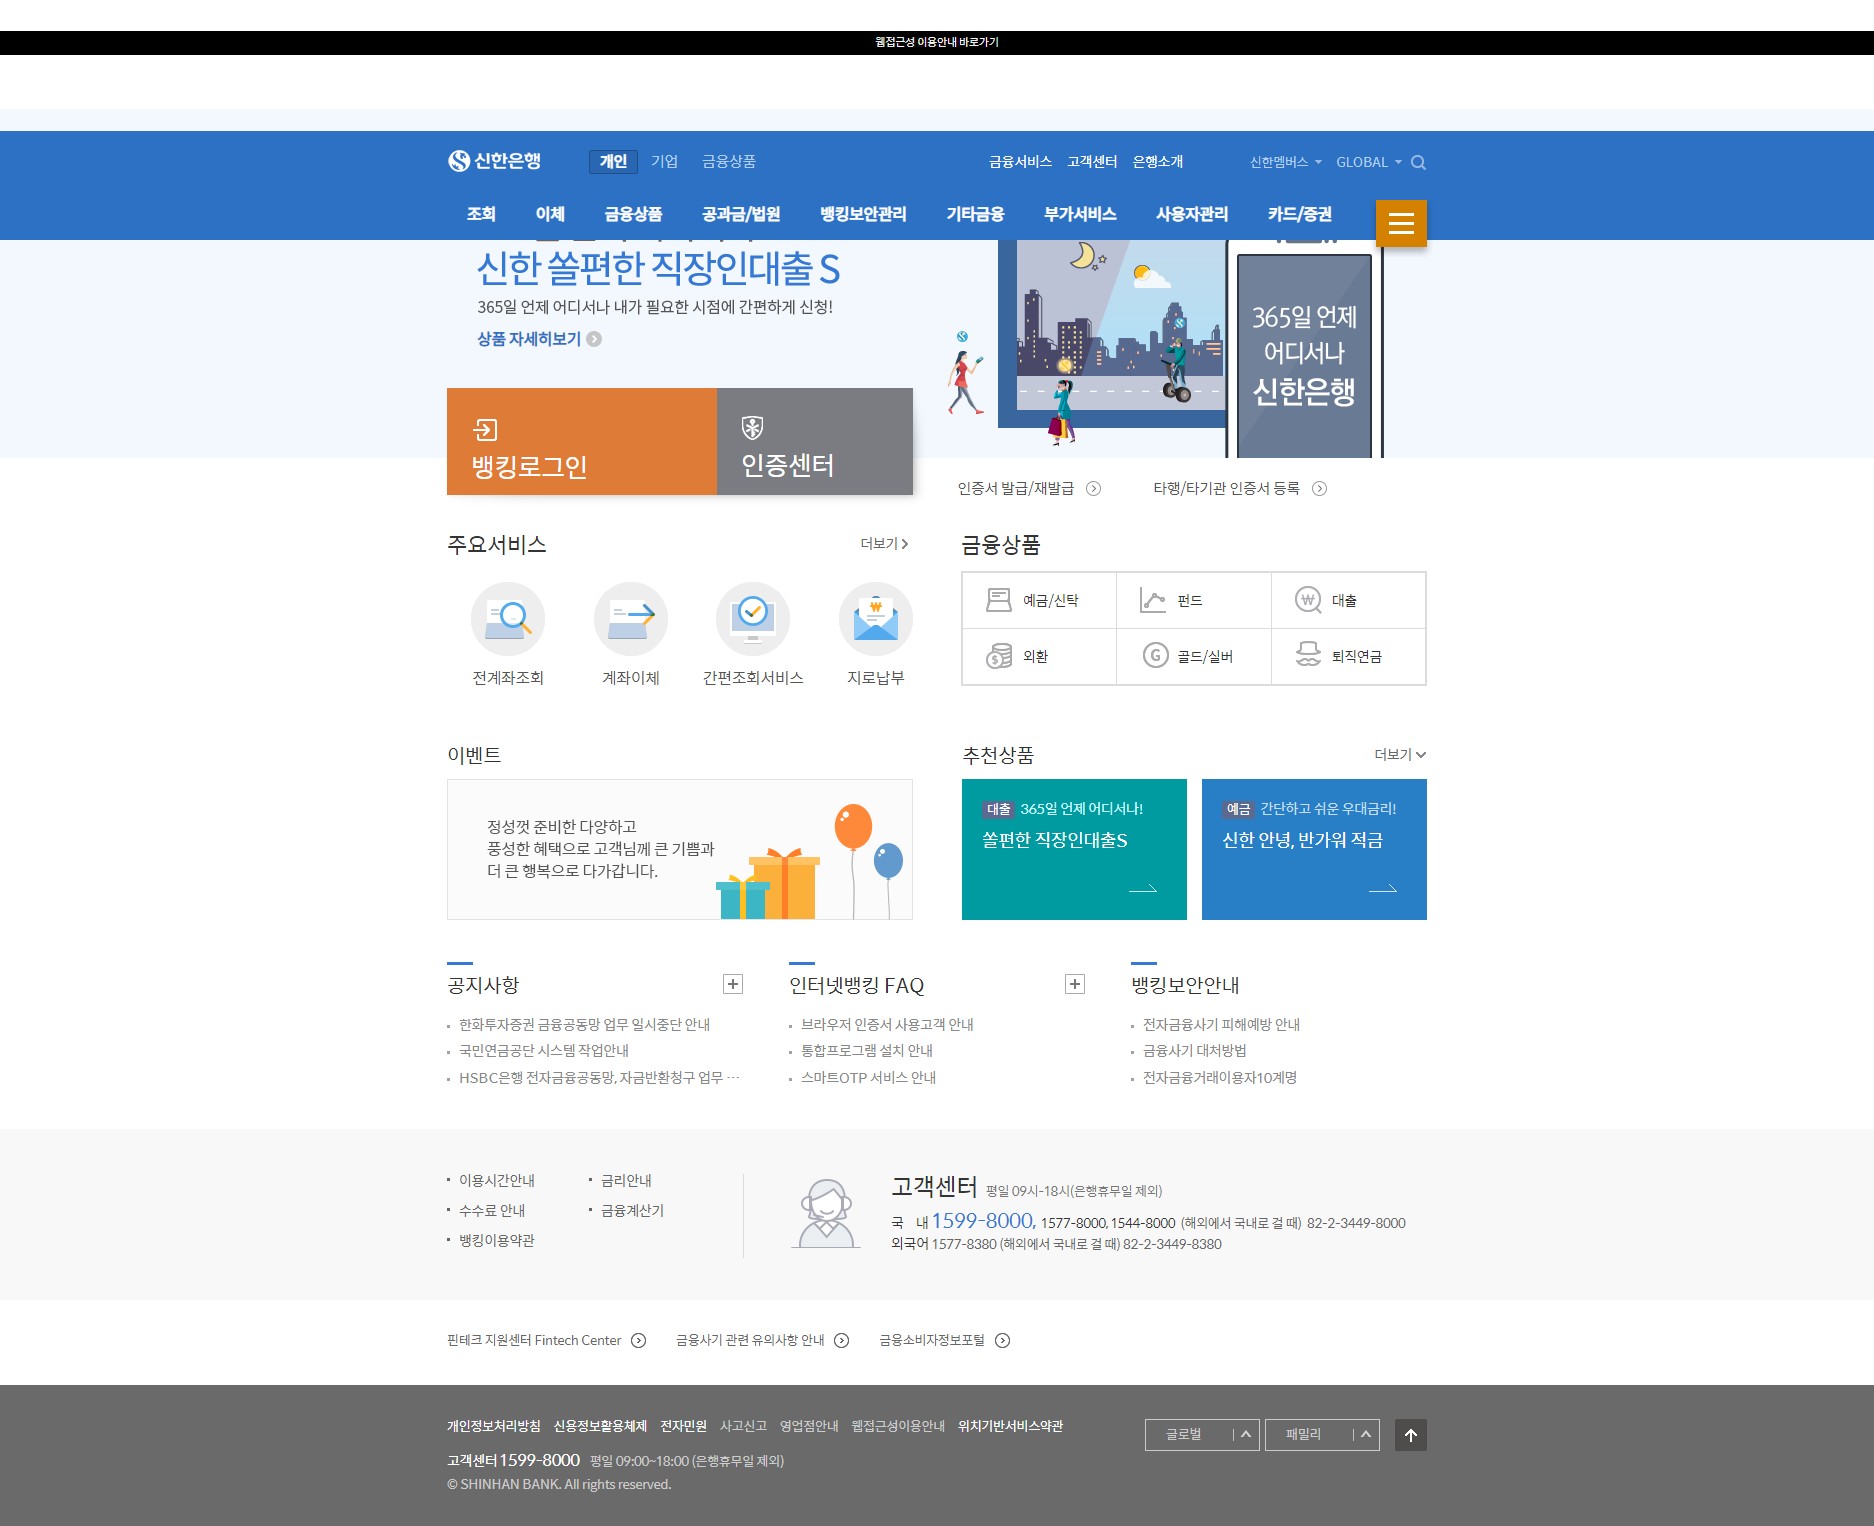 웹접근성 이용안내 바로가기
신한은행 개인 기업 금융상품 금융서비스 고객센터 은행소개 신한멤버스 GLOBAL
조회 이체 금융상품 공과금/법원 뱅킹보안관리 기타금융 부가서비스 사용자관리 카드/증권
신한 쏠편한 직장인대출 S
365일 언제 어디서나 내가 필요한 시점에 간편하게 신청!
상품 자세히보기
365일 언제
어디서나
신한은행
뱅킹로그인
인증센터
인증서 발급/재발급 타행/타기관 인증서 등록
주요서비스 더보기
전계좌조회 계좌이체 간편조회서비스 지로납부
금융상품
예금/신탁 펀드 대출
외환 골드/실버 퇴직연금
이벤트
정성껏 준비한 다양하고
풍성한 혜택으로 고객님께 큰 기쁨과
더 큰 행복으로 다가갑니다.
추천상품 더보기
대출 365일 언제 어디서나!
쏠편한 직장인대출S
예금 간단하고 쉬운 우대금리!
신한 안녕, 반가워 적금
공지사항
한화투자증권 금융공동망 업무 일시중단 안내
국민연금공단 시스템 작업안내
HSBC은행 전자금융공동망, 자금반환청구 업무 …
인터넷뱅킹 FAQ
브라우저 인증서 사용고객 안내
통합프로그램 설치 안내
스마트OTP 서비스 안내
뱅킹보안안내
전자금융사기 피해예방 안내
금융사기 대처방법
전자금융거래이용자10계명
이용시간안내 금리안내
수수료 안내 금융계산기
뱅킹이용약관
고객센터 평일 09시-18시(은행휴무일 제외)
국 내 1599-8000, 1577-8000, 1544-8000 (해외에서 국내로 걸 때) 82-2-3449-8000
외국어 1577-8380 (해외에서 국내로 걸 때) 82-2-3449-8380
핀테크 지원센터 Fintech Center 금융사기 관련 유의사항 안내 금융소비자정보포털
개인정보처리방침 신용정보활용체제 전자민원 사고신고 영업점안내 웹접근성이용안내 위치기반서비스약관
글로벌 패밀리
고객센터 1599-8000 평일 09:00~18:00 (은행휴무일 제외)
© SHINHAN BANK. All rights reserved.